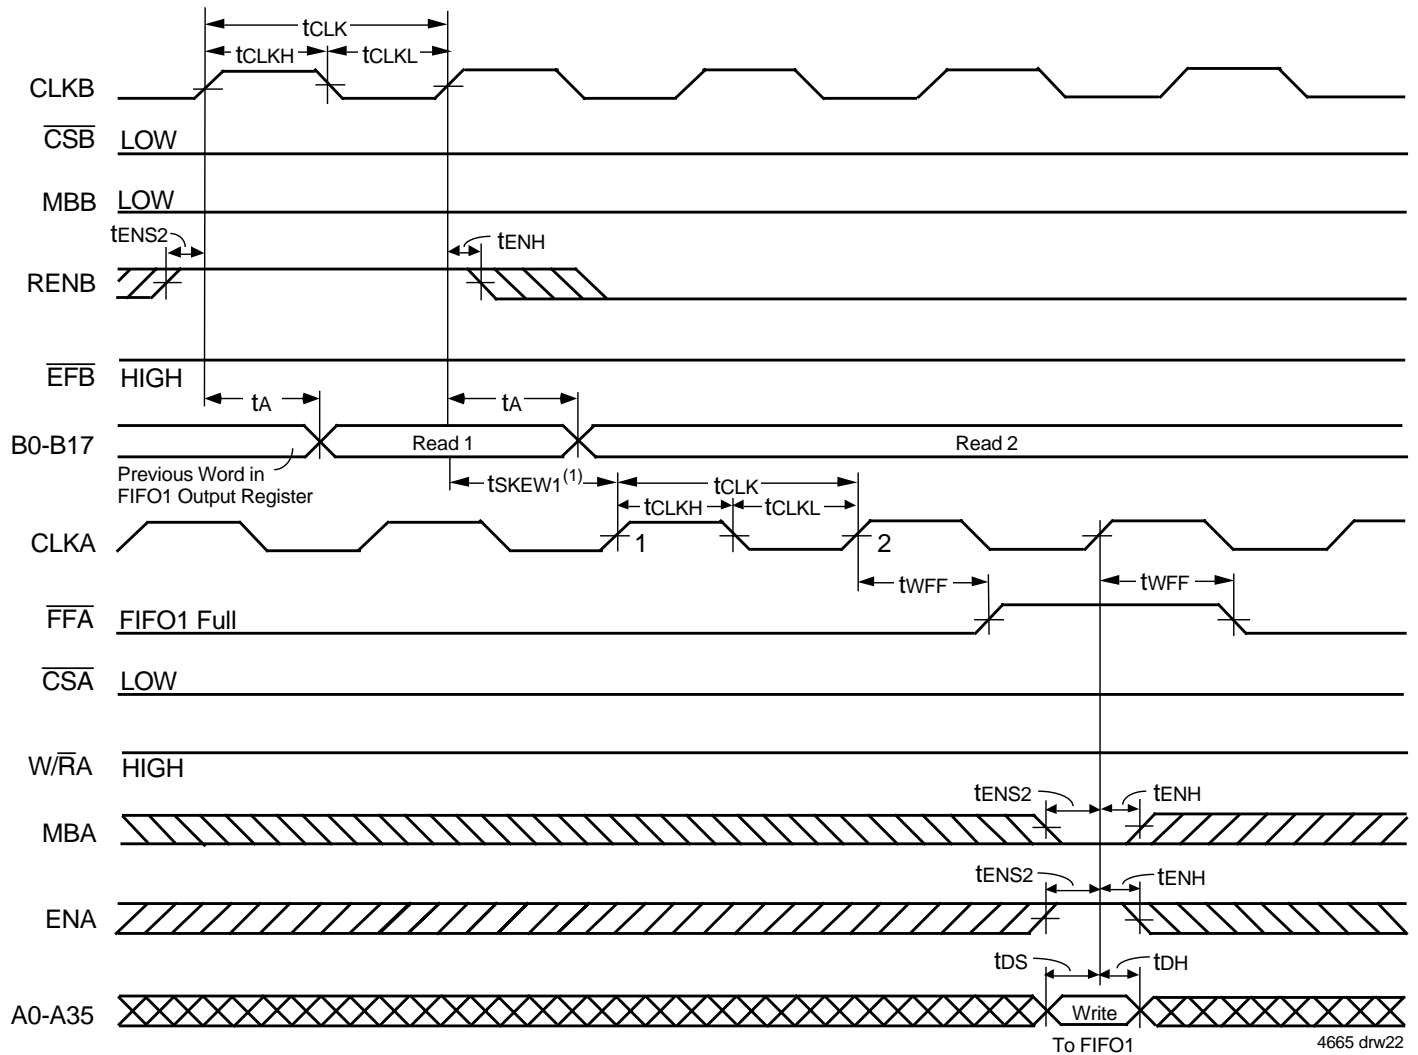 tCLK
tCLKH tCLKL
CLKB
CSB LOW
MBB LOW
tENS2 tENH
RENB
EFB HIGH
tA tA
B0-B17 Read 1 Read 2
Previous Word in
FIFO1 Output Register
tSKEW1(1) tCLK
tCLKH tCLKL
CLKA 1 2
tWFF tWFF
FFA FIFO1 Full
CSA LOW
W/RA HIGH
tENS2 tENH
MBA
tENS2 tENH
ENA
tDS tDH
A0-A35 Write
To FIFO1
4665 drw22